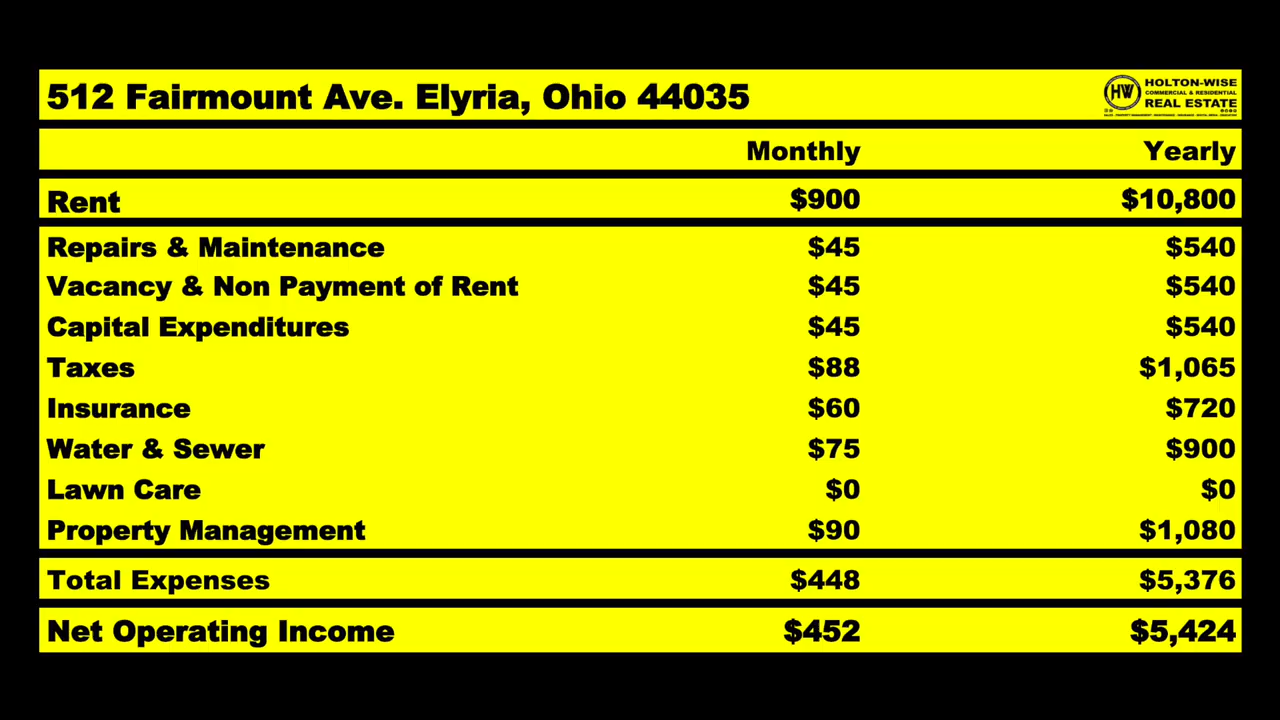 512 Fairmount Ave. Elyria, Ohio 44035
HOLTON-WISE
COMMERCIAL & RESIDENTIAL
REAL ESTATE
Monthly Yearly
Rent $900 $10,800
Repairs & Maintenance $45 $540
Vacancy & Non Payment of Rent $45 $540
Capital Expenditures $45 $540
Taxes $88 $1,065
Insurance $60 $720
Water & Sewer $75 $900
Lawn Care $0 $0
Property Management $90 $1,080
Total Expenses $448 $5,376
Net Operating Income $452 $5,424